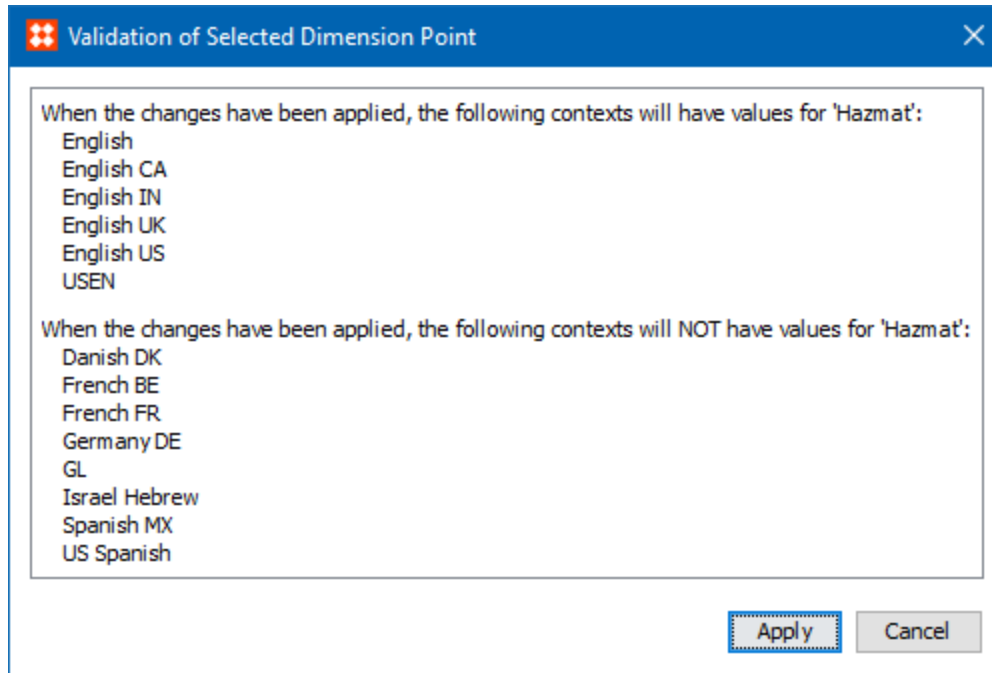 Validation of Selected Dimension Point
When the changes have been applied, the following contexts will have values for 'Hazmat':
English
English CA
English IN
English UK
English US
USEN
When the changes have been applied, the following contexts will NOT have values for 'Hazmat':
Danish DK
French BE
French FR
Germany DE
GL
Israel Hebrew
Spanish MX
US Spanish
Apply Cancel